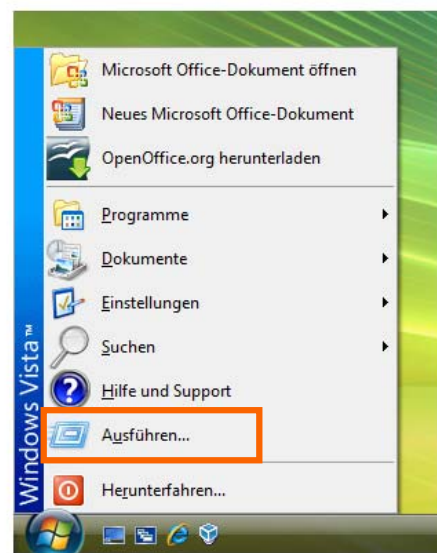 Microsoft Office-Dokument öffnen
Neues Microsoft Office-Dokument
OpenOffice.org herunterladen
Programme
Dokumente
Einstellungen
Suchen
Hilfe und Support
Ausführen...
Herunterfahren...
Windows Vista™